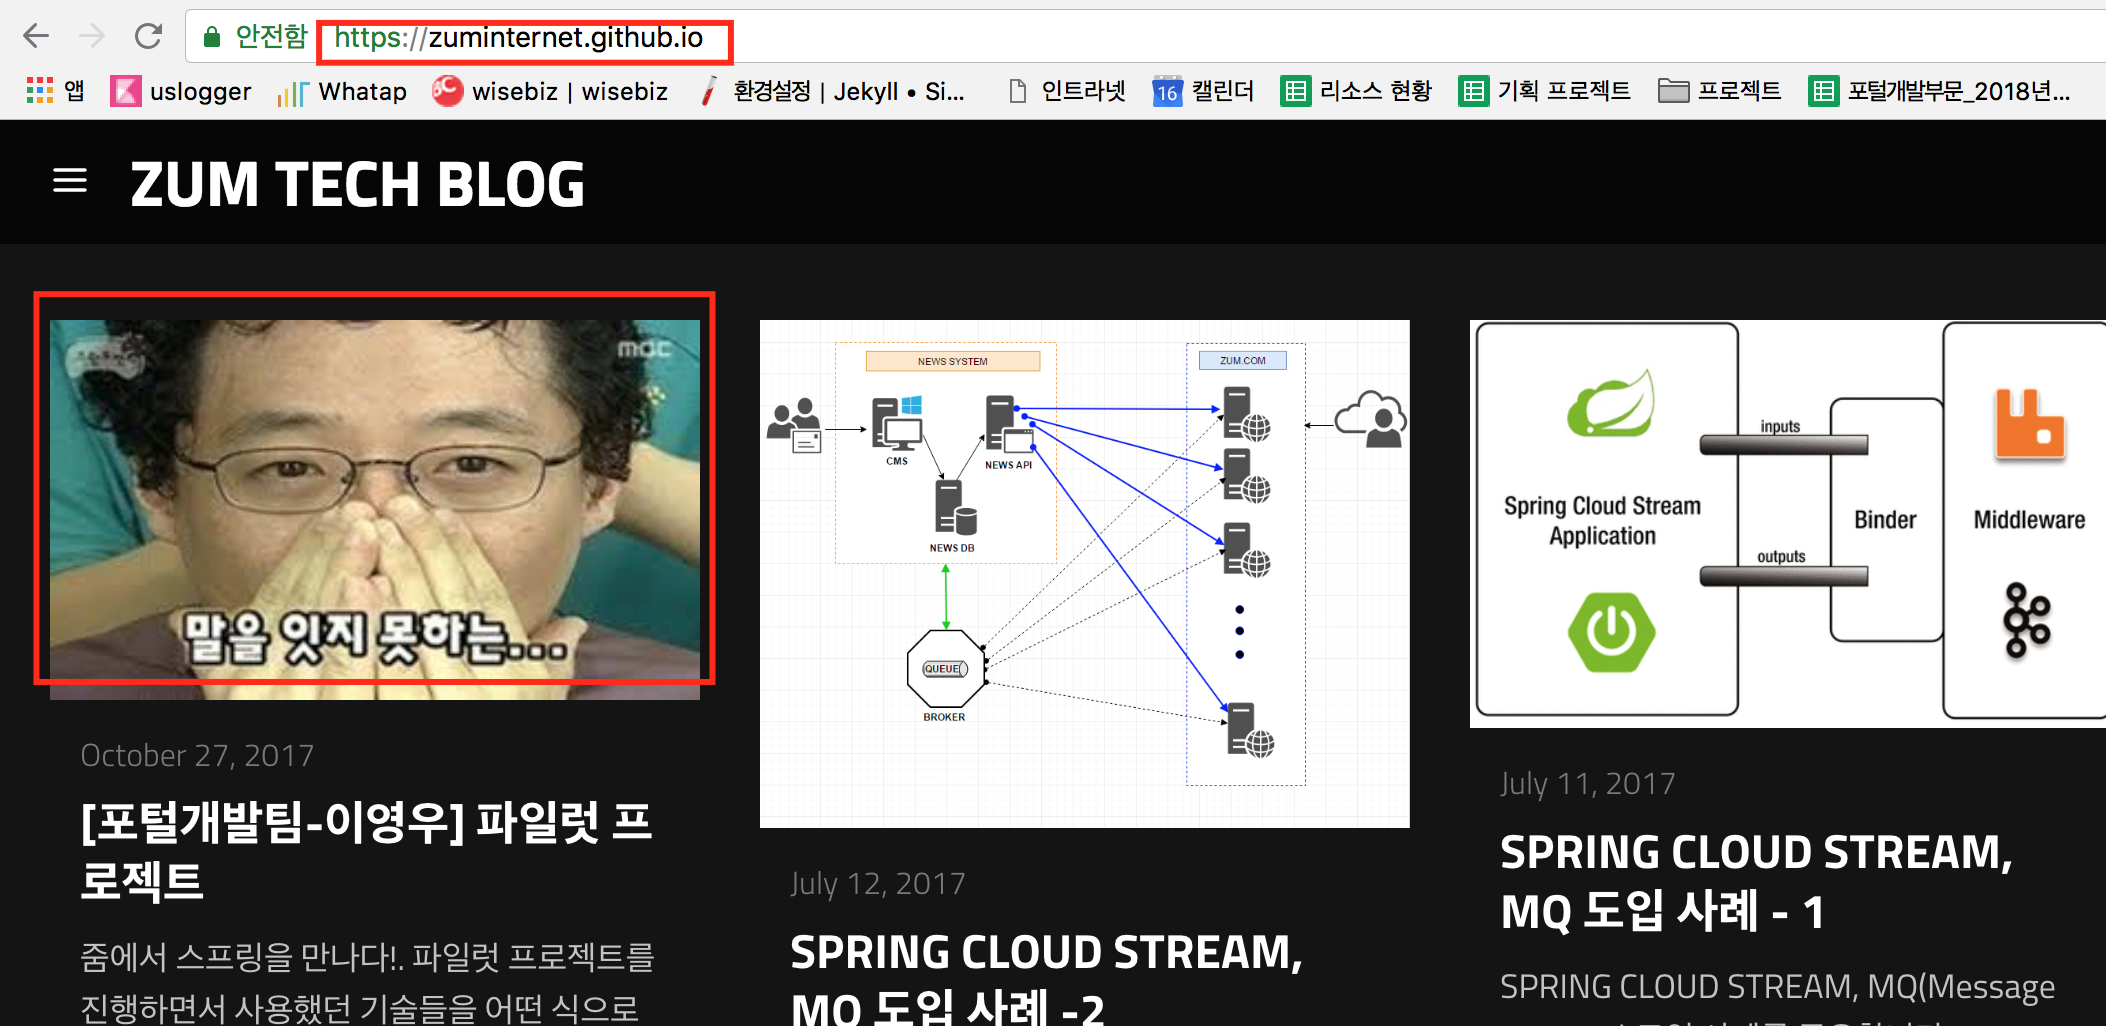 안전함 https://zuminternet.github.io
앱 uslogger Whatap wisebiz | wisebiz 환경설정 | Jekyll • Si... 인트라넷 16 캘린더 리소스 현황 기획 프로젝트 프로젝트 포털개발부문_2018년...
ZUM TECH BLOG
mbc
말을 잇지 못하는...
October 27, 2017
[포털개발팀-이영우] 파일럿 프
로젝트
줌에서 스프링을 만나다!. 파일럿 프로젝트를
진행하면서 사용했던 기술들을 어떤 식으로
NEWS SYSTEM
ZUM.COM
CMS
NEWS API
NEWS DB
QUEUE
BROKER
July 12, 2017
SPRING CLOUD STREAM,
MQ 도입 사례 -2
inputs
Spring Cloud Stream
Application
Binder
Middleware
outputs
July 11, 2017
SPRING CLOUD STREAM,
MQ 도입 사례 - 1
SPRING CLOUD STREAM, MQ(Message